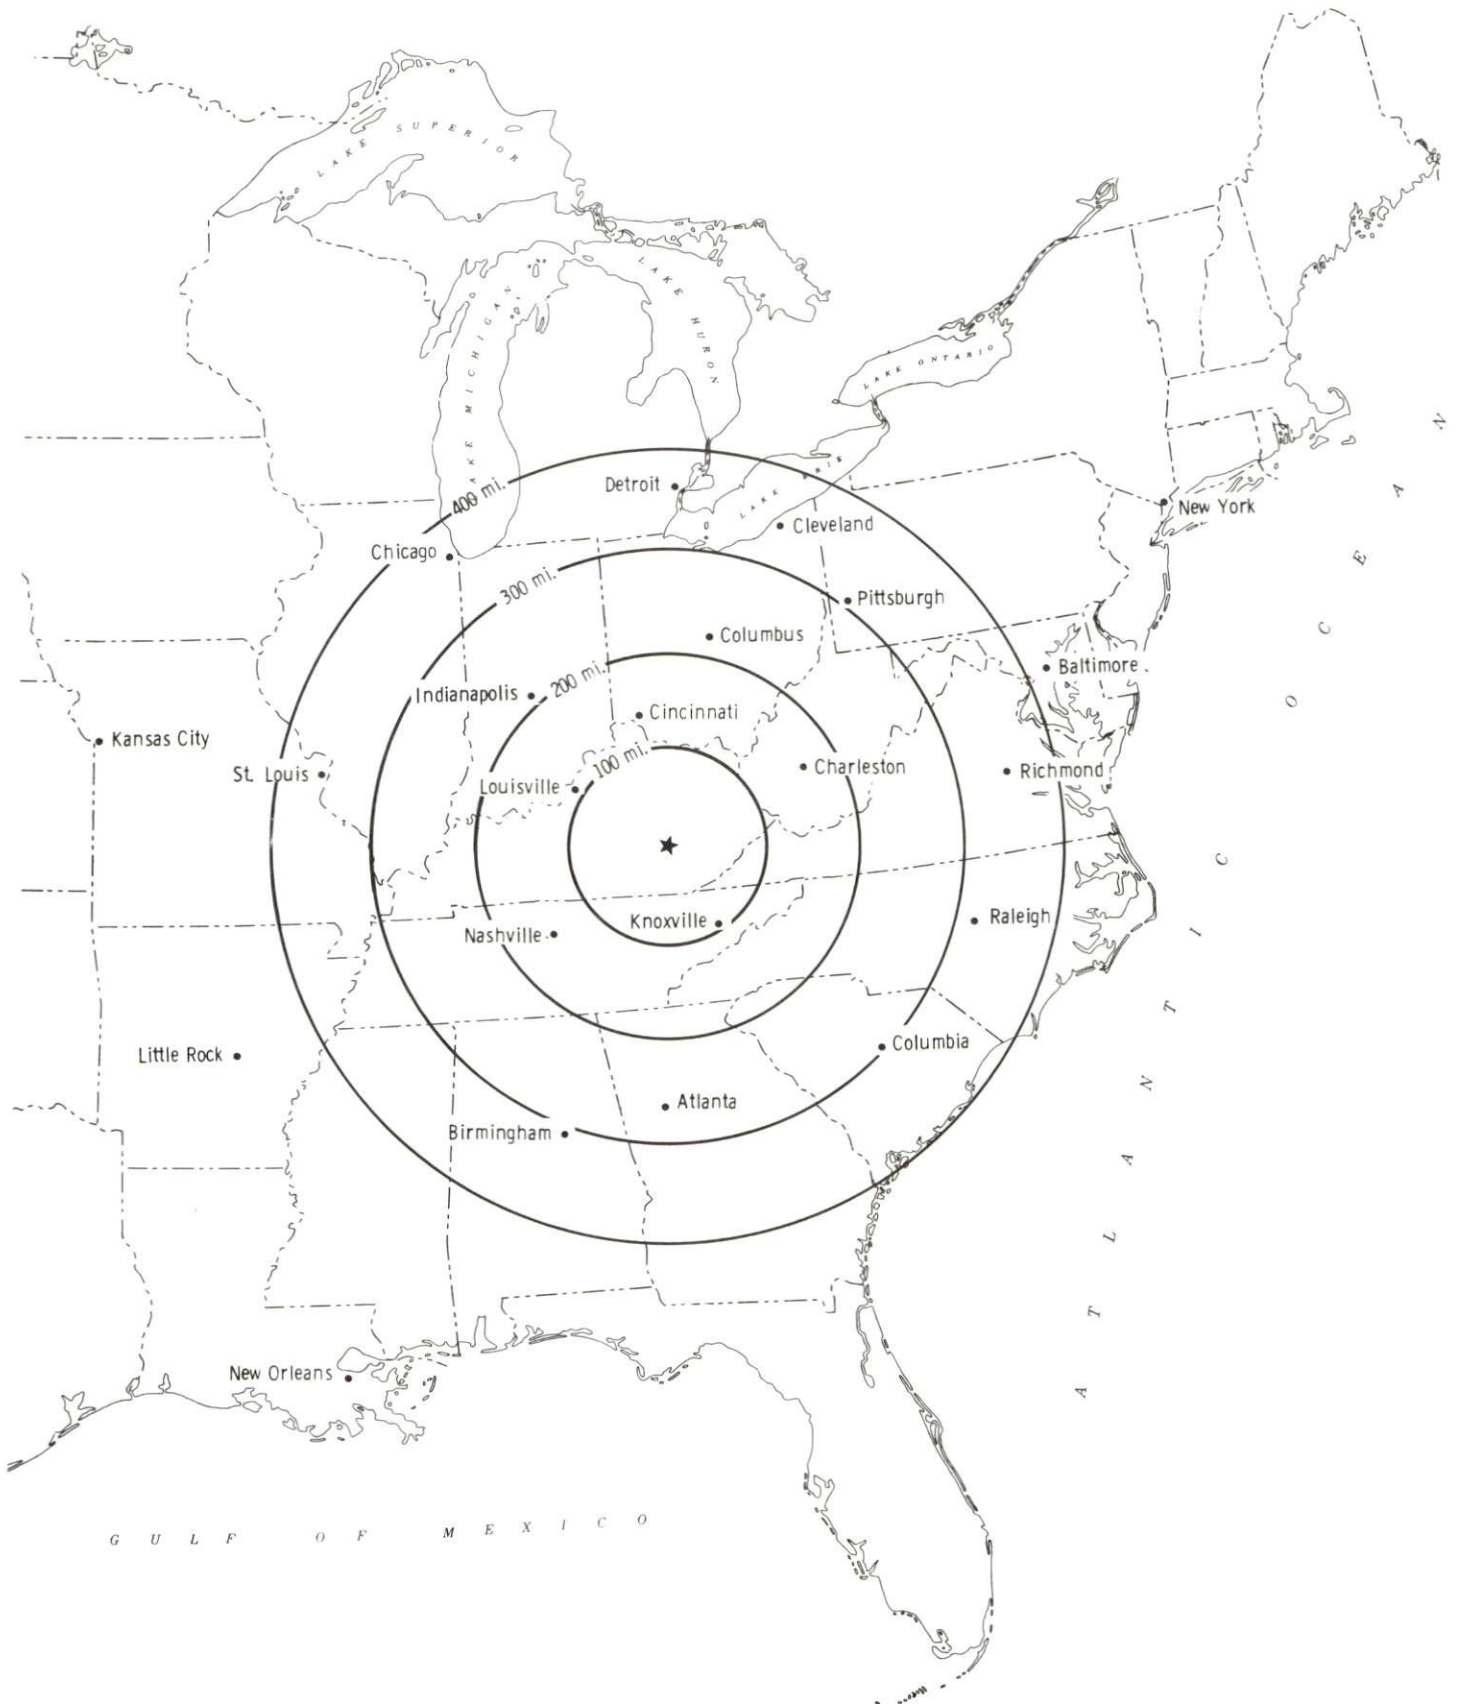 LAKE SUPERIOR
LAKE HURON
LAKE MICHIGAN
LAKE ONTARIO
LAKE ERIE
400 mi.
Detroit
New York
Cleveland
Chicago
300 mi.
Pittsburgh
Columbus
Baltimore
200 mi.
Indianapolis
Cincinnati
Kansas City
100 mi.
Charleston
Richmond
St. Louis
Louisville
Knoxville
Raleigh
Nashville
Columbia
Little Rock
Atlanta
Birmingham
New Orleans
ATLANTIC OCEAN
GULF OF MEXICO